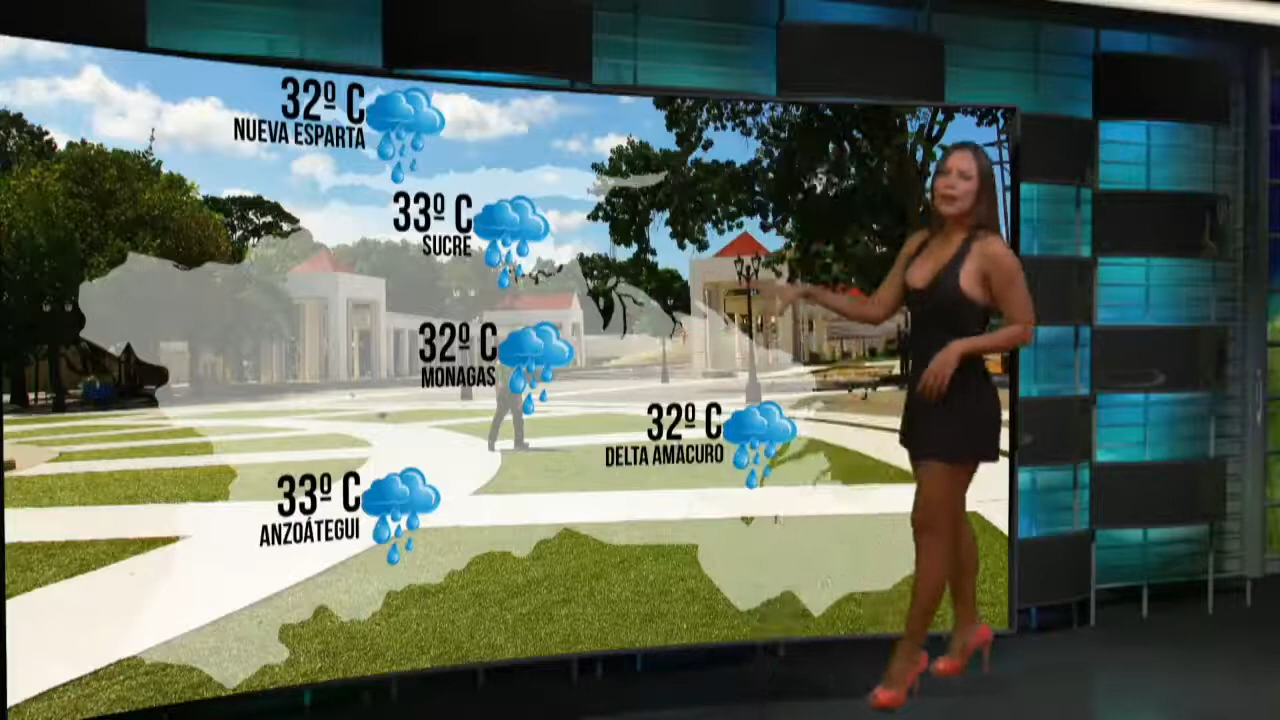 32º C
NUEVA ESPARTA
33º C
SUCRE
32º C
MONAGAS
32º C
DELTA AMACURO
33º C
ANZOÁTEGUI